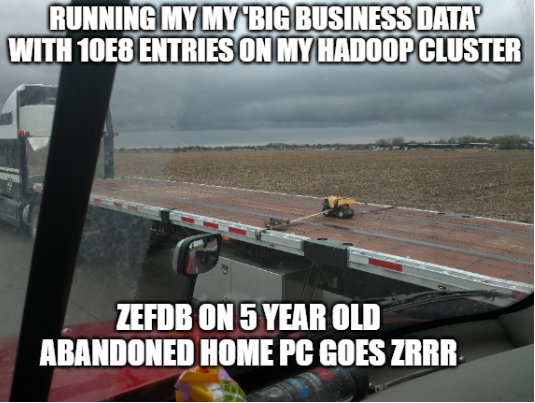 RUNNING MY MY 'BIG BUSINESS DATA'
WITH 10E8 ENTRIES ON MY HADOOP CLUSTER
ZEFDB ON 5 YEAR OLD
ABANDONED HOME PC GOES ZRRR